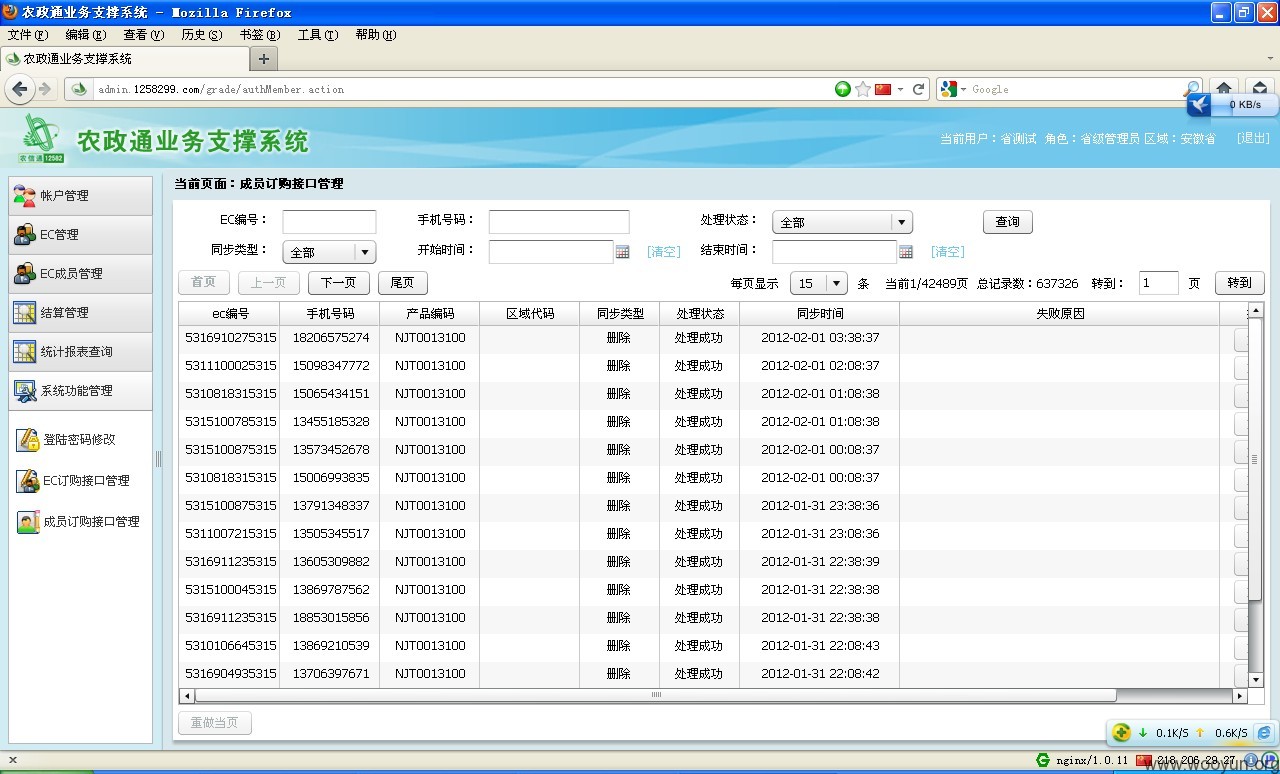 农政通业务支撑系统 - Mozilla Firefox
文件(F) 编辑(E) 查看(V) 历史(S) 书签(B) 工具(T) 帮助(H)
农政通业务支撑系统
admin.1258299.com/grade/authMember.action
Google
0 KB/s
农信通 12582
农政通业务支撑系统
当前用户：省测试 角色：省级管理员 区域：安徽省 [退出]
帐户管理
EC管理
EC成员管理
结算管理
统计报表查询
系统功能管理
登陆密码修改
EC订购接口管理
成员订购接口管理
当前页面：成员订购接口管理
EC编号： 手机号码： 处理状态： 全部 查询
同步类型： 全部 开始时间： [清空] 结束时间： [清空]
首页 上一页 下一页 尾页 每页显示 15 条 当前1/42489页 总记录数：637326 转到： 1 页 转到
ec编号 手机号码 产品编码 区域代码 同步类型 处理状态 同步时间 失败原因
5316910275315 18206575274 NJT0013100 删除 处理成功 2012-02-01 03:38:37
5311100025315 15098347772 NJT0013100 删除 处理成功 2012-02-01 02:08:37
5310818315315 15065434151 NJT0013100 删除 处理成功 2012-02-01 01:08:38
5315100785315 13455185328 NJT0013100 删除 处理成功 2012-02-01 01:08:38
5315100875315 13573452678 NJT0013100 删除 处理成功 2012-02-01 00:08:37
5310818315315 15006993835 NJT0013100 删除 处理成功 2012-02-01 00:08:37
5315100875315 13791348337 NJT0013100 删除 处理成功 2012-01-31 23:38:36
5311007215315 13505345517 NJT0013100 删除 处理成功 2012-01-31 23:08:36
5316911235315 13605309882 NJT0013100 删除 处理成功 2012-01-31 22:38:39
5315100045315 13869787562 NJT0013100 删除 处理成功 2012-01-31 22:38:38
5316911235315 18853015856 NJT0013100 删除 处理成功 2012-01-31 22:38:38
5310106645315 13869210539 NJT0013100 删除 处理成功 2012-01-31 22:08:43
5316904935315 13706397671 NJT0013100 删除 处理成功 2012-01-31 22:08:42
重做当页
0.1K/S 0.6K/S
nginx/1.0.11 218.206.29.27
www.wooyun.org